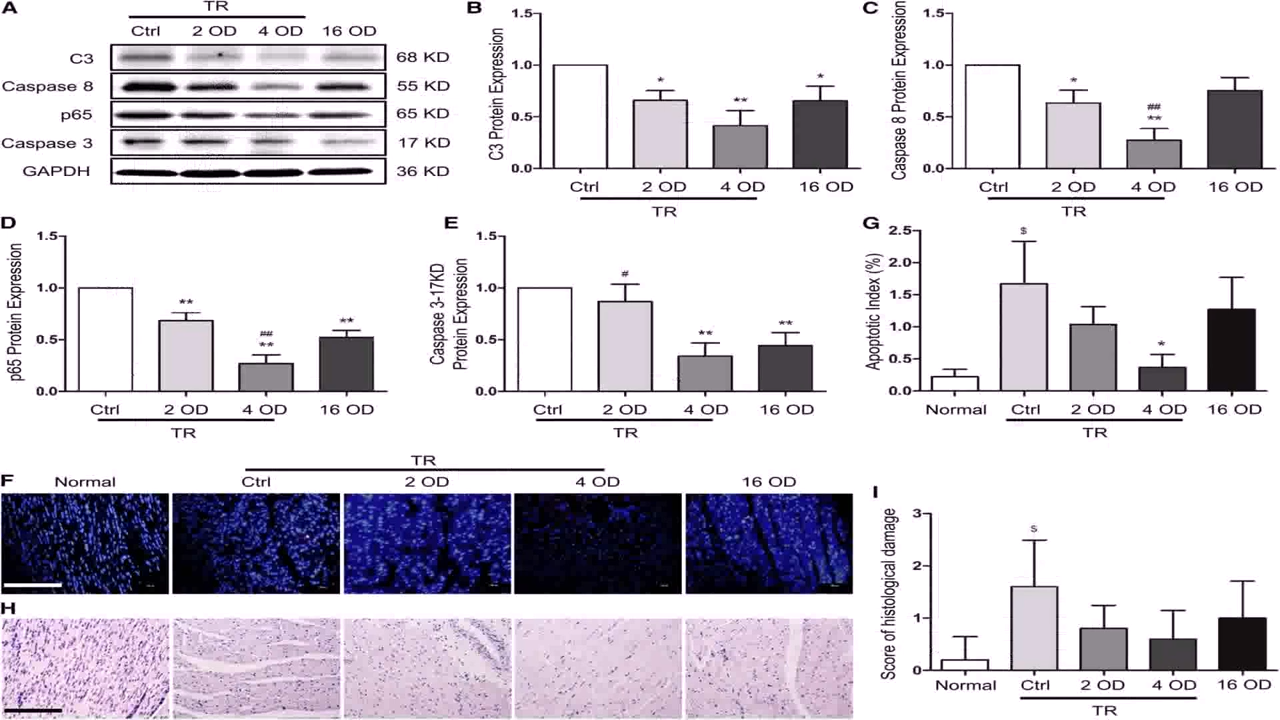 A
TR
Ctrl 2 OD 4 OD 16 OD
C3 68 KD
Caspase 8 55 KD
p65 65 KD
Caspase 3 17 KD
GAPDH 36 KD
B
C3 Protein Expression
1.5
1.0
0.5
0.0
*
**
*
Ctrl 2 OD 4 OD 16 OD
TR
C
Caspase 8 Protein Expression
1.5
1.0
0.5
0.0
*
##
**
Ctrl 2 OD 4 OD 16 OD
TR
D
p65 Protein Expression
1.5
1.0
0.5
0.0
**
##
**
**
Ctrl 2 OD 4 OD 16 OD
TR
E
Caspase 3-17KD
Protein Expression
1.5
1.0
0.5
0.0
#
**
**
Ctrl 2 OD 4 OD 16 OD
TR
G
Apoptotic Index (%)
2.5
2.0
1.5
1.0
0.5
0.0
$
*
Normal Ctrl 2 OD 4 OD 16 OD
TR
F
TR
Normal Ctrl 2 OD 4 OD 16 OD
H
I
Score of histological damage
3
2
1
0
$
Normal Ctrl 2 OD 4 OD 16 OD
TR